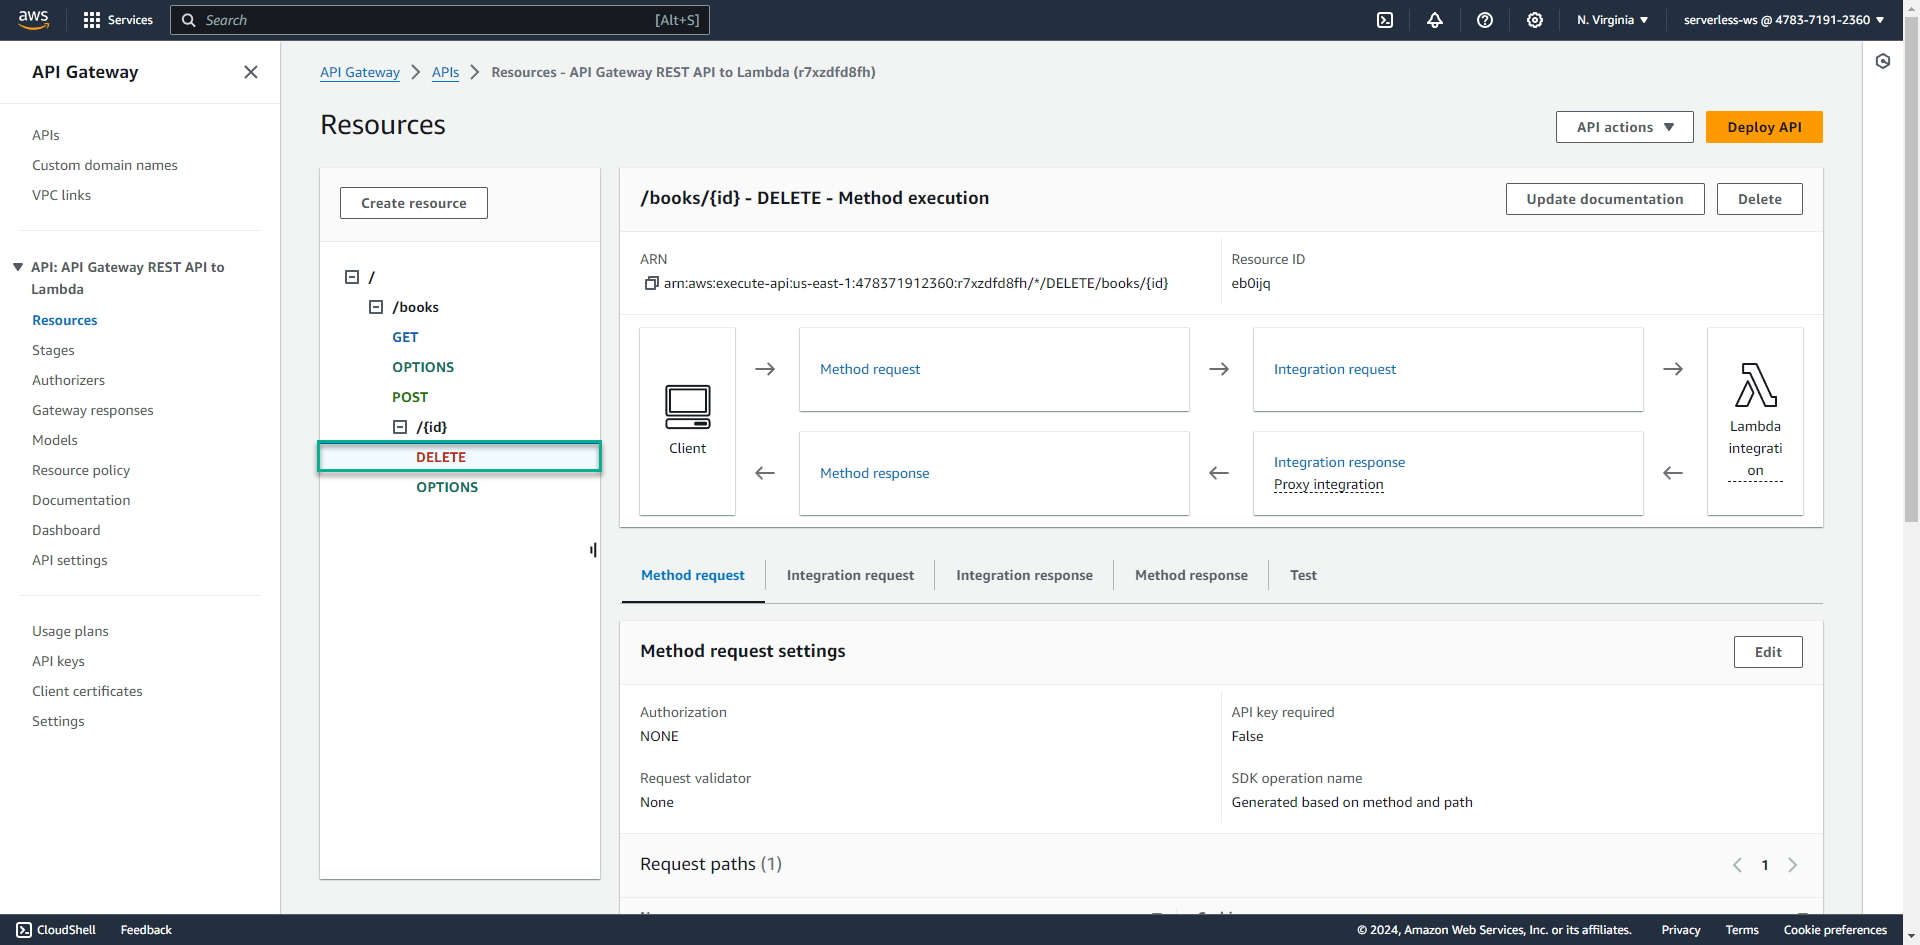 aws
Services
Search
[Alt+S]
N. Virginia
serverless-ws @ 4783-7191-2360
API Gateway
APIs
Custom domain names
VPC links
API: API Gateway REST API to
Lambda
Resources
Stages
Authorizers
Gateway responses
Models
Resource policy
Documentation
Dashboard
API settings
Usage plans
API keys
Client certificates
Settings
API Gateway
APIs
Resources - API Gateway REST API to Lambda (r7xzdfd8fh)
Resources
API actions
Deploy API
Create resource
/
/books
GET
OPTIONS
POST
/{id}
DELETE
OPTIONS
/books/{id} - DELETE - Method execution
Update documentation
Delete
ARN
arn:aws:execute-api:us-east-1:478371912360:r7xzdfd8fh/*/DELETE/books/{id}
Resource ID
eb0ijq
Client
Method request
Integration request
Method response
Integration response
Proxy integration
Lambda
integrati
on
Method request
Integration request
Integration response
Method response
Test
Method request settings
Edit
Authorization
NONE
API key required
False
Request validator
None
SDK operation name
Generated based on method and path
Request paths (1)
1
CloudShell
Feedback
© 2024, Amazon Web Services, Inc. or its affiliates.
Privacy
Terms
Cookie preferences